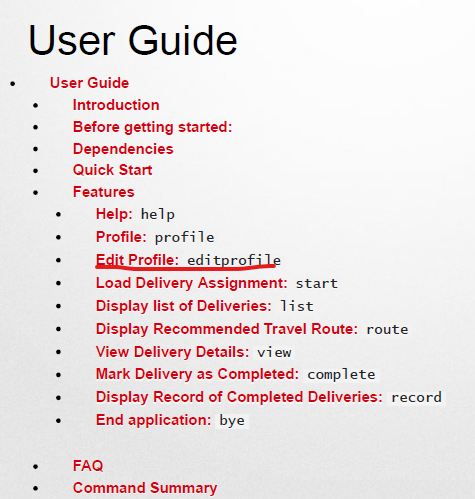 User Guide
User Guide
Introduction
Before getting started:
Dependencies
Quick Start
Features
Help: help
Profile: profile
Edit Profile: editprofile
Load Delivery Assignment: start
Display list of Deliveries: list
Display Recommended Travel Route: route
View Delivery Details: view
Mark Delivery as Completed: complete
Display Record of Completed Deliveries: record
End application: bye
FAQ
Command Summary